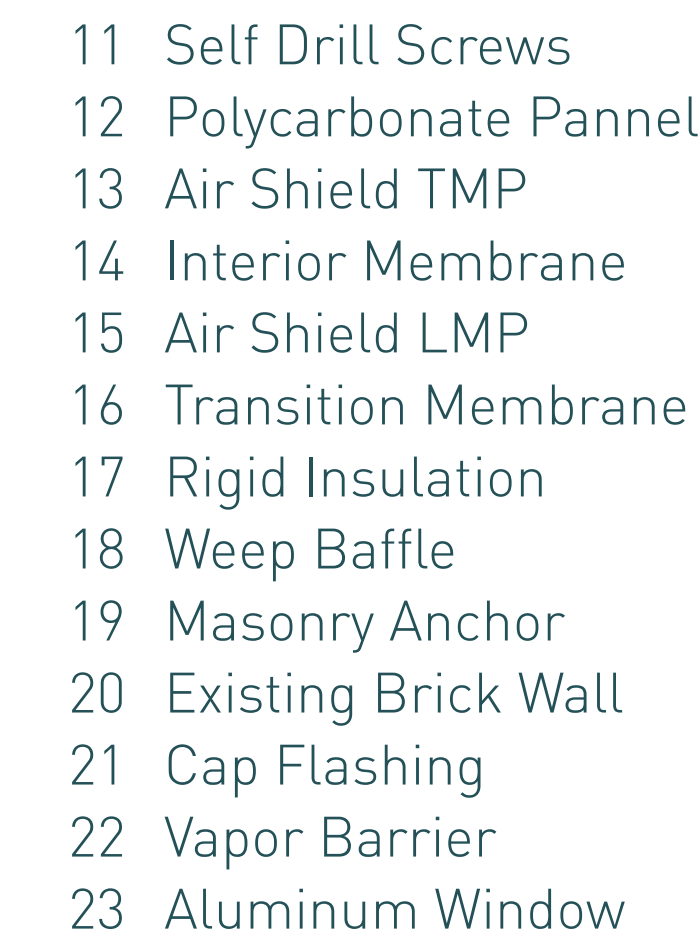 11 Self Drill Screws
12 Polycarbonate Pannel
13 Air Shield TMP
14 Interior Membrane
15 Air Shield LMP
16 Transition Membrane
17 Rigid Insulation
18 Weep Baffle
19 Masonry Anchor
20 Existing Brick Wall
21 Cap Flashing
22 Vapor Barrier
23 Aluminum Window